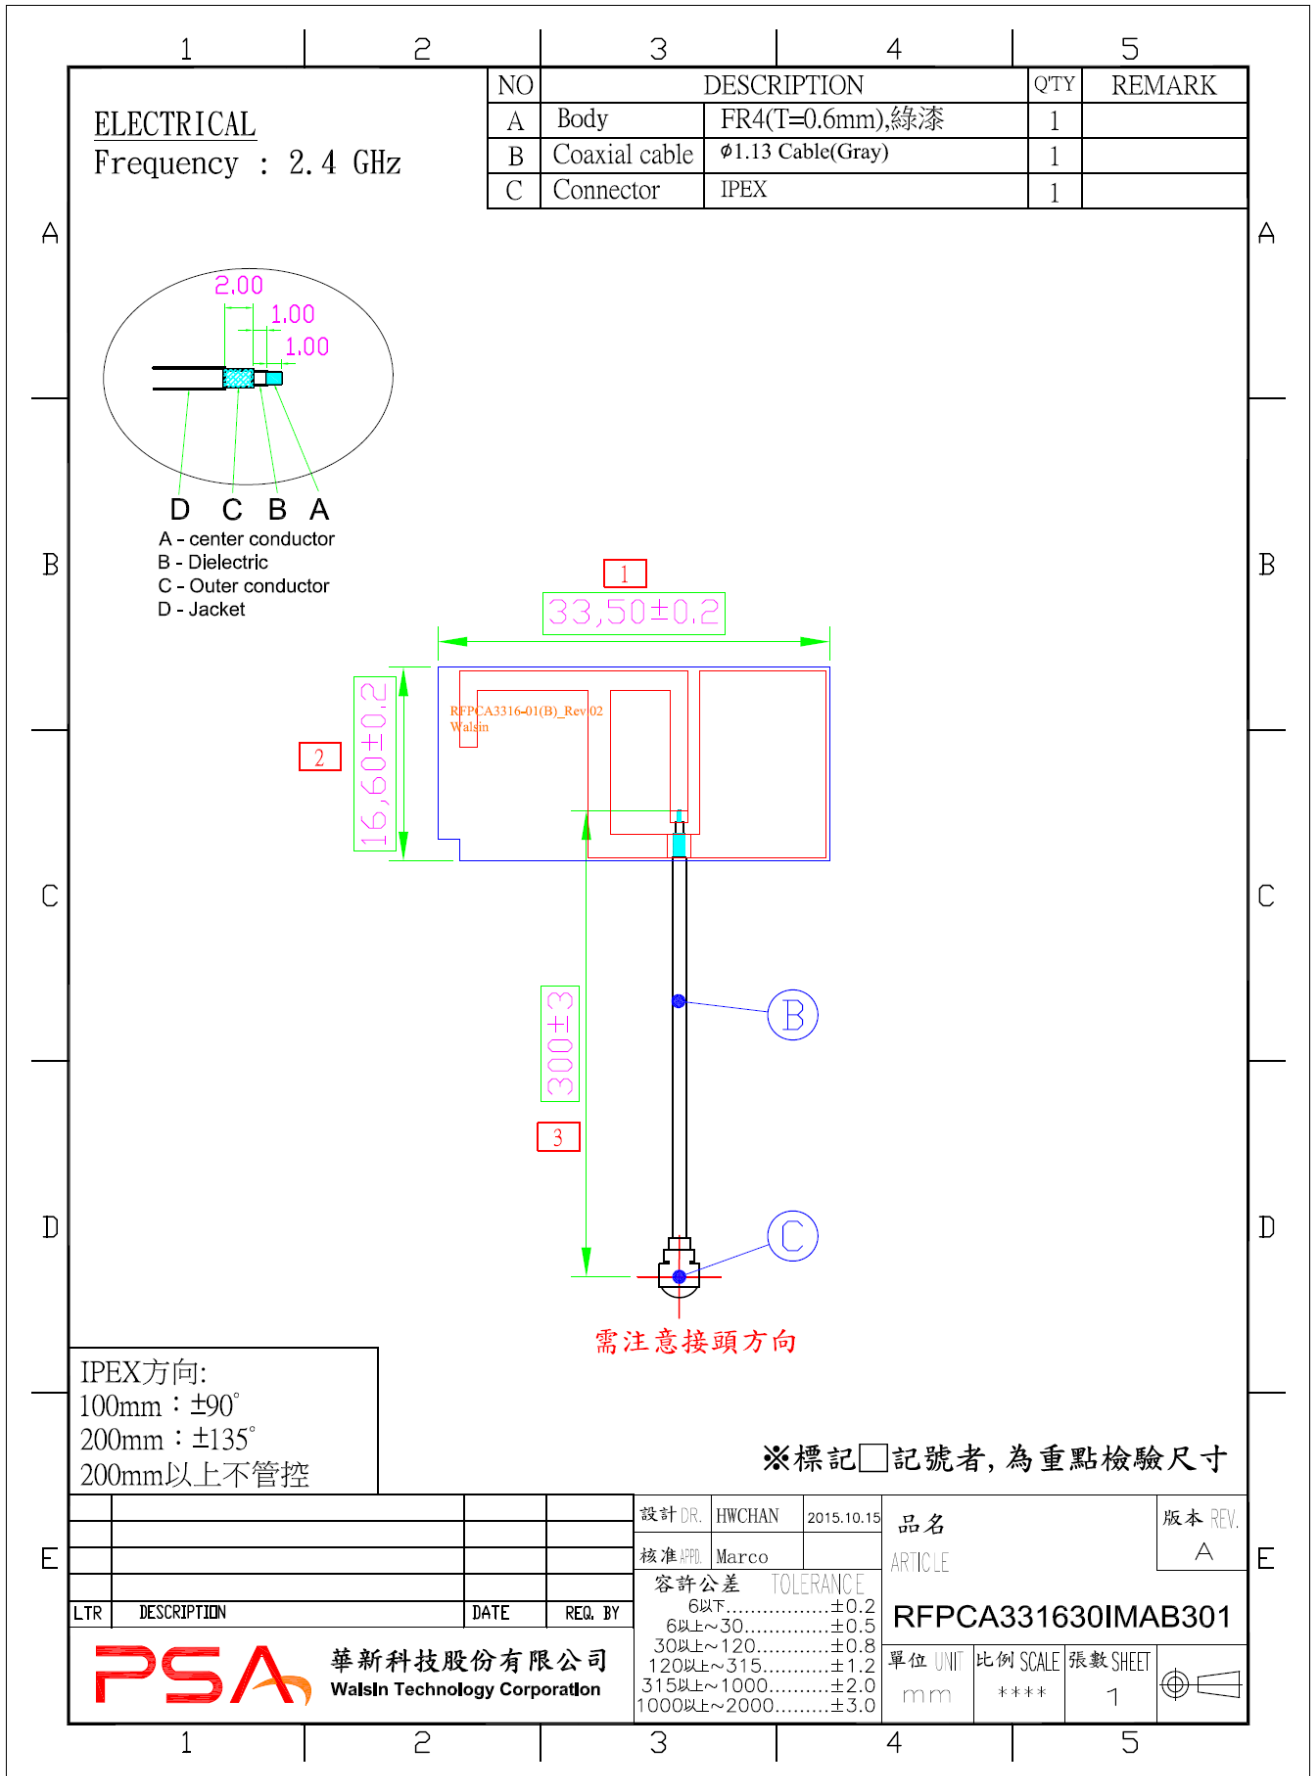 1 2 3 4 5
NO DESCRIPTION Q'TY REMARK
A Body FR4(T=0.6mm),綠漆 1
B Coaxial cable ϕ1.13 Cable(Gray) 1
C Connector IPEX 1
ELECTRICAL
Frequency : 2.4 GHz
A A
2.00
1.00
1.00
D C B A
A - center conductor
B - Dielectric
C - Outer conductor
D - Jacket
B B
1
33,50±0.2
16,60±0.2
2
RFPCA3316-01(B)_Rev02
Walsin
C C
300±3
3
B
C
D D
需注意接頭方向
IPEX方向:
100mm：±90°
200mm：±135°
200mm以上不管控
※標記□記號者, 為重點檢驗尺寸
設計 DR. HWCHAN 2015.10.15
核准 APPD. Marco
品名
ARTICLE
版本 REV.
A
E E
容許公差 TOLERANCE
6以下................±0.2
6以上~30...........±0.5
30以上~120.........±0.8
120以上~315........±1.2
315以上~1000.......±2.0
1000以上~2000......±3.0
RFPCA331630IMAB301
LTR DESCRIPTION DATE REQ. BY
PSA
華新科技股份有限公司
Walsin Technology Corporation
單位 UNIT 比例 SCALE 張數 SHEET
mm **** 1
1 2 3 4 5